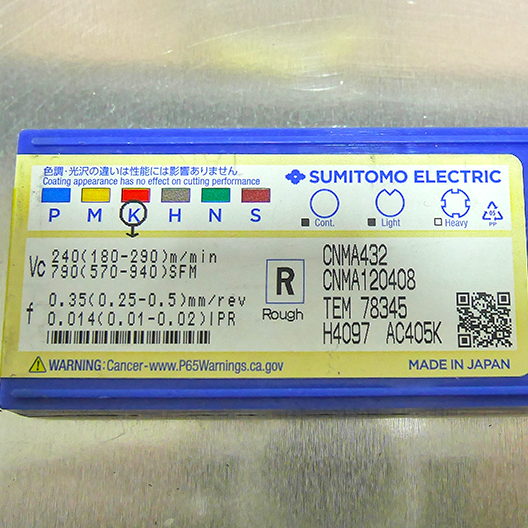 色調・光沢の違いは性能には影響ありません。
Coating appearance has no effect on cutting performance
SUMITOMO ELECTRIC
P M K H N S
Cont. Light Heavy
05
PP
Vc 240(180-290)m/min
790(570-940)SFM
f 0.35(0.25-0.5)mm/rev
0.014(0.01-0.02)IPR
R
Rough
CNMA432
CNMA120408
TEM 78345
H4097 AC405K
WARNING: Cancer-www.P65Warnings.ca.gov
MADE IN JAPAN